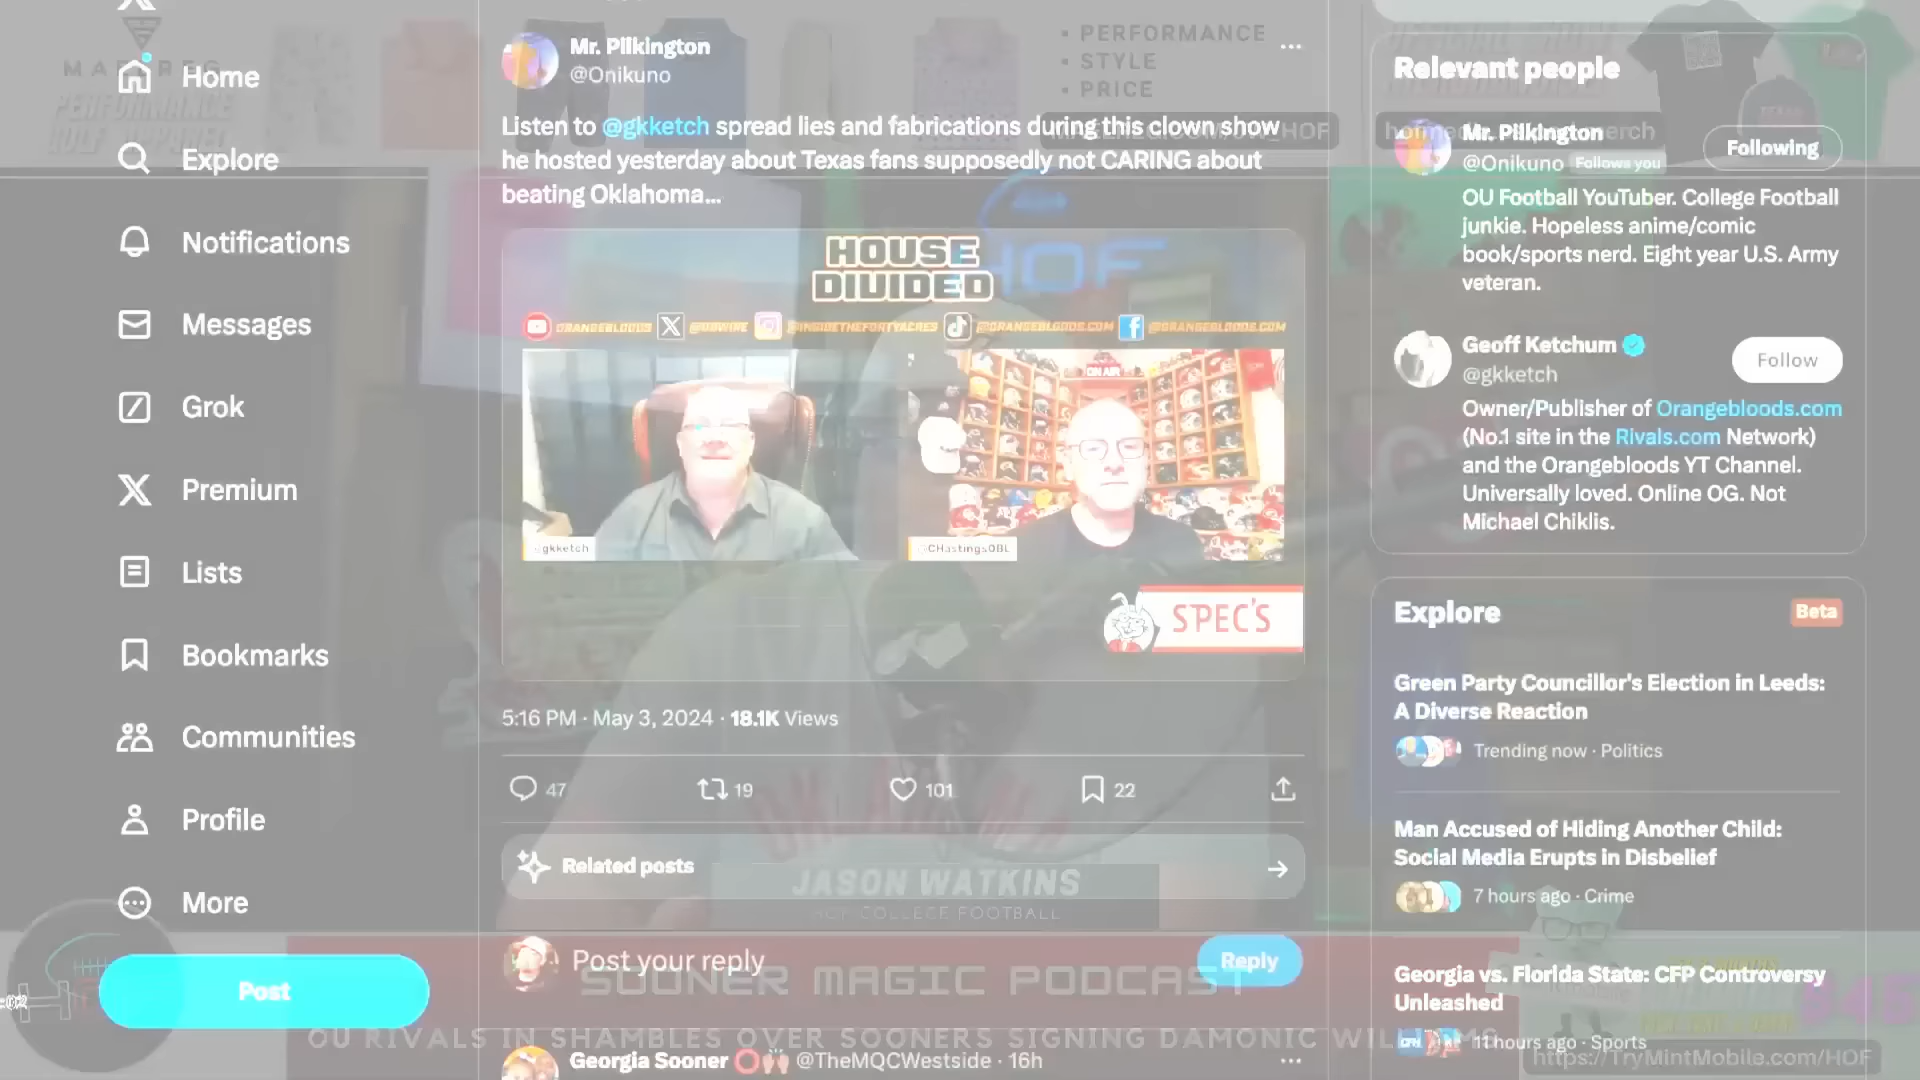 Home
Explore
Notifications
Messages
Grok
Premium
Lists
Bookmarks
Communities
Profile
More
Post
PERFORMANCE
GOLF APPAREL
• PERFORMANCE
• STYLE
• PRICE
Mr. Pilkington
@Onikuno
Listen to @gkketch spread lies and fabrications during this clown show
he hosted yesterday about Texas fans supposedly not CARING about
beating Oklahoma...
HOF
HOUSE
DIVIDED
ORANGEBLOODS @OBWIRE @INSIDETHEFORTYACRES @ORANGEBLOODS.COM @ORANGEBLOODS.COM
ON AIR
@gkketch
@CHastingsOBL
SPEC'S
5:16 PM · May 3, 2024 · 18.1K Views
47
19
101
22
Related posts
JASON WATKINS
HOF COLLEGE FOOTBALL
Post your reply
Reply
SOONER MAGIC PODCAST
OU RIVALS IN SHAMBLES OVER SOONERS SIGNING DAMONIC WILLIAMS
Georgia Sooner @TheMQCWestside · 16h
Relevant people
Mr. Pilkington
@Onikuno Follows you
Following
OU Football YouTuber. College Football
junkie. Hopeless anime/comic
book/sports nerd. Eight year U.S. Army
veteran.
Geoff Ketchum
@gkketch
Follow
Owner/Publisher of Orangebloods.com
(No.1 site in the Rivals.com Network)
and the Orangebloods YT Channel.
Universally loved. Online OG. Not
Michael Chiklis.
Explore
Beta
Green Party Councillor's Election in Leeds:
A Diverse Reaction
Trending now · Politics
Man Accused of Hiding Another Child:
Social Media Erupts in Disbelief
7 hours ago · Crime
Georgia vs. Florida State: CFP Controversy
Unleashed
11 hours ago · Sports
https://TryMintMobile.com/HOF